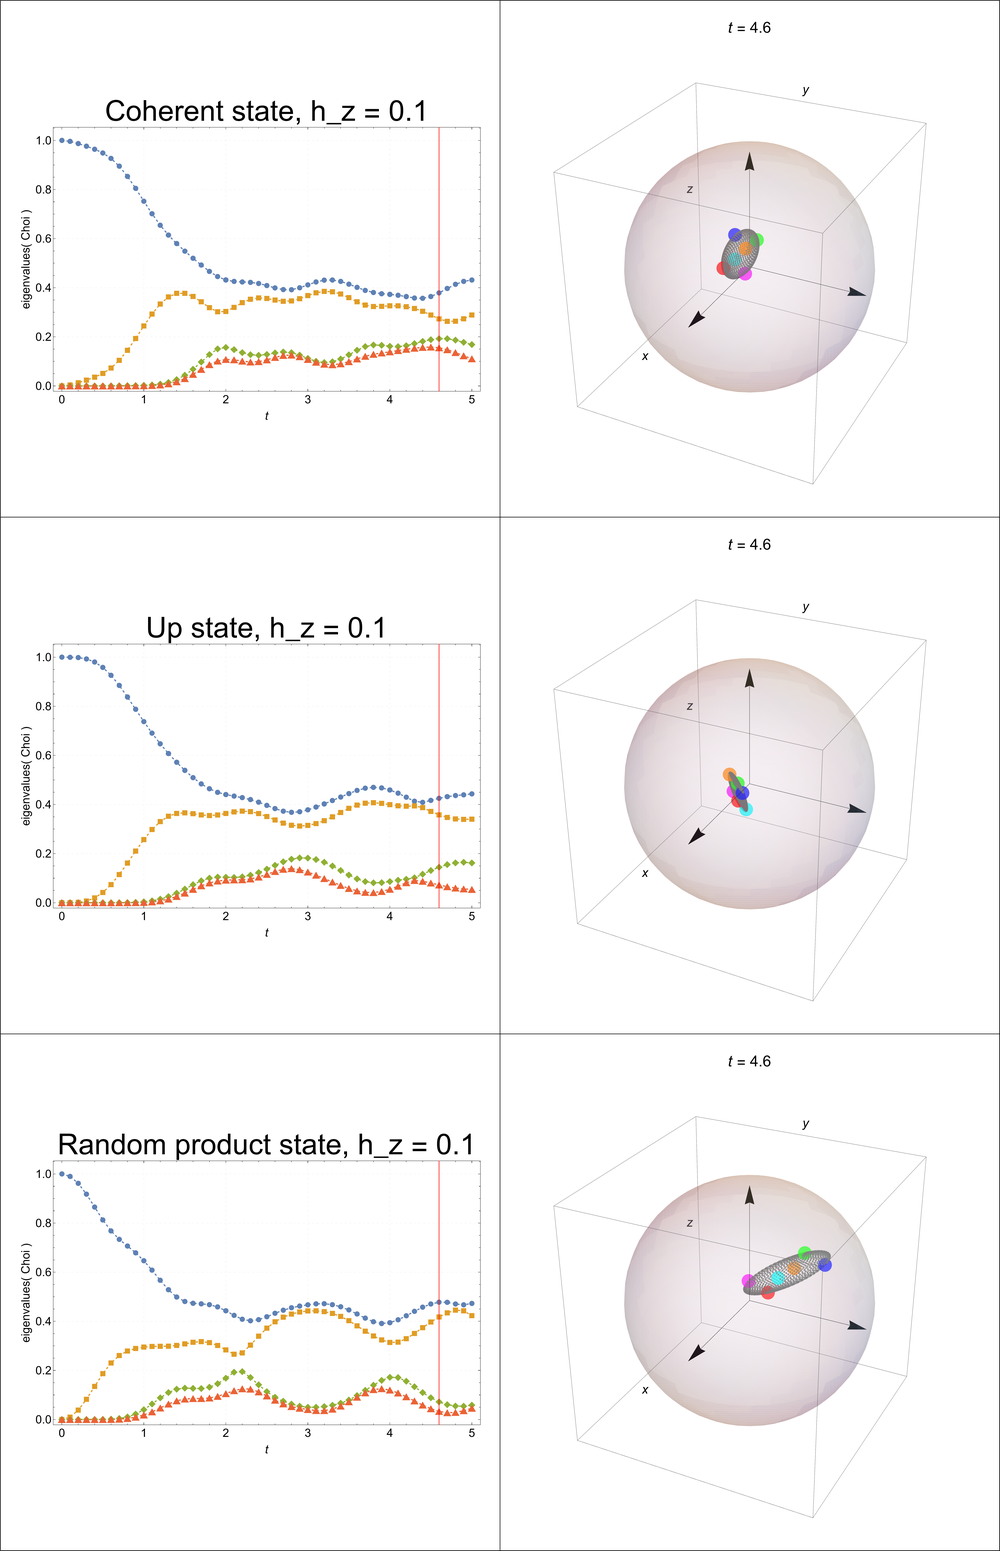 Coherent state, h_z = 0.1
eigenvalues( Choi )
1.0
0.8
0.6
0.4
0.2
0.0
0 1 2 3 4 5
t
t = 4.6
y
z
x
Up state, h_z = 0.1
eigenvalues( Choi )
1.0
0.8
0.6
0.4
0.2
0.0
0 1 2 3 4 5
t
t = 4.6
y
z
x
Random product state, h_z = 0.1
eigenvalues( Choi )
1.0
0.8
0.6
0.4
0.2
0.0
0 1 2 3 4 5
t
t = 4.6
y
z
x